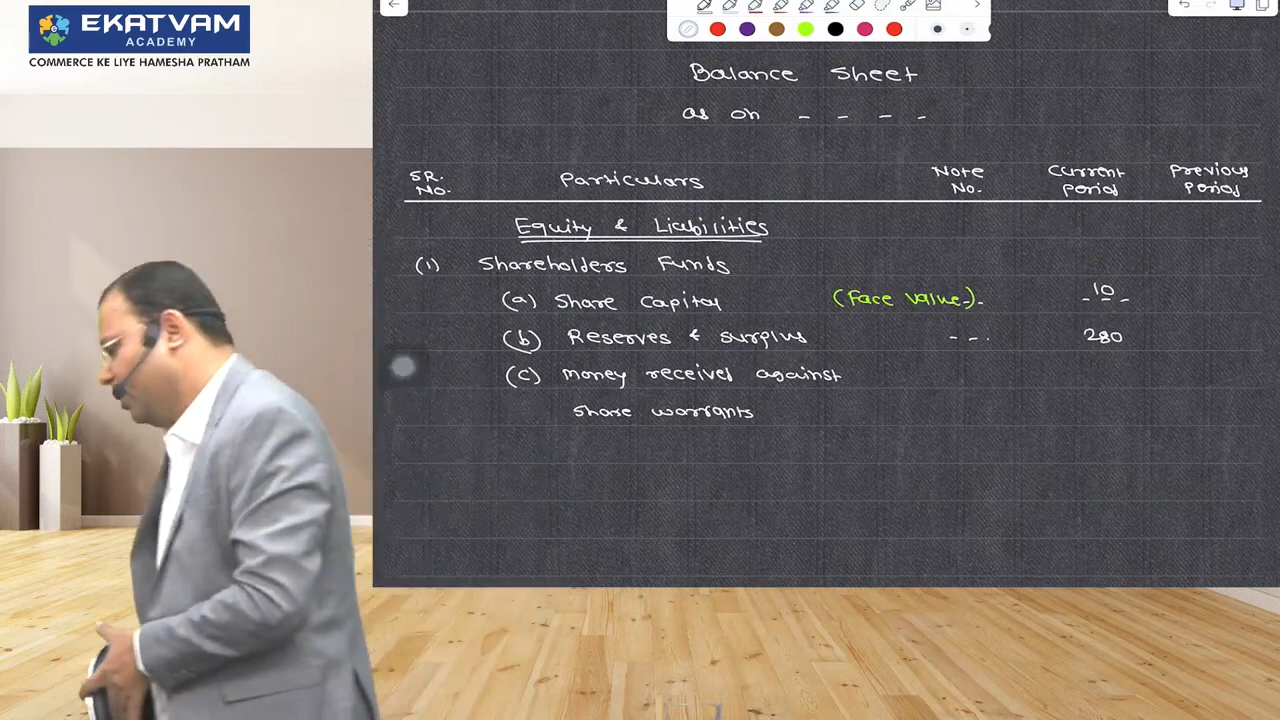 EKATVAM
ACADEMY
COMMERCE KE LIYE HAMESHA PRATHAM
Balance Sheet
as on - - - -
SR. No. Particulars Note No. Current Period Previous Period
Equity & Liabilities
(1) Shareholders Funds
(a) Share Capital (Face Value) - - 10
(b) Reserves & Surplus - - . 280
(c) money received against
share warrants